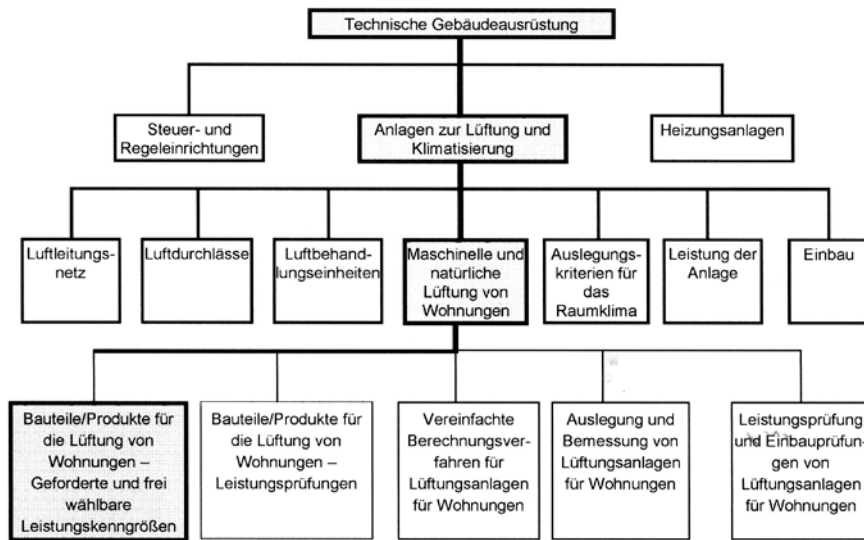 Technische Gebäudeausrüstung
Steuer- und
Regeleinrichtungen
Anlagen zur Lüftung und
Klimatisierung
Heizungsanlagen
Luftleitungs-
netz
Luftdurchlässe
Luftbehand-
lungseinheiten
Maschinelle und
natürliche
Lüftung von
Wohnungen
Auslegungs-
kriterien für
das
Raumklima
Leistung der
Anlage
Einbau
Bauteile/Produkte für
die Lüftung von
Wohnungen –
Geforderte und frei
wählbare
Leistungskenngrößen
Bauteile/Produkte für
die Lüftung von
Wohnungen –
Leistungsprüfungen
Vereinfachte
Berechnungsver-
fahren für
Lüftungsanlagen
für Wohnungen
Auslegung und
Bemessung von
Lüftungsanlagen
für Wohnungen
Leistungsprüfung
und Einbauprüfun-
gen von
Lüftungsanlagen
für Wohnungen